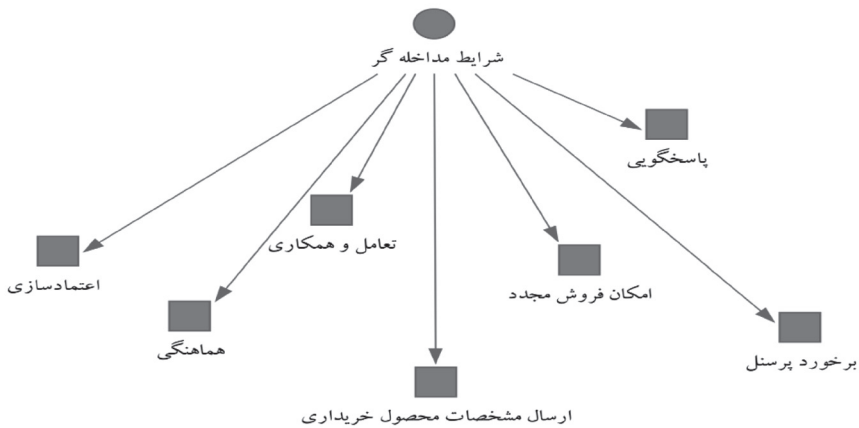 شرایط مداخله گر
پاسخگویی
تعامل و همکاری
اعتمادسازی
امکان فروش مجدد
هماهنگی
برخورد پرسنل
ارسال مشخصات محصول خریداری